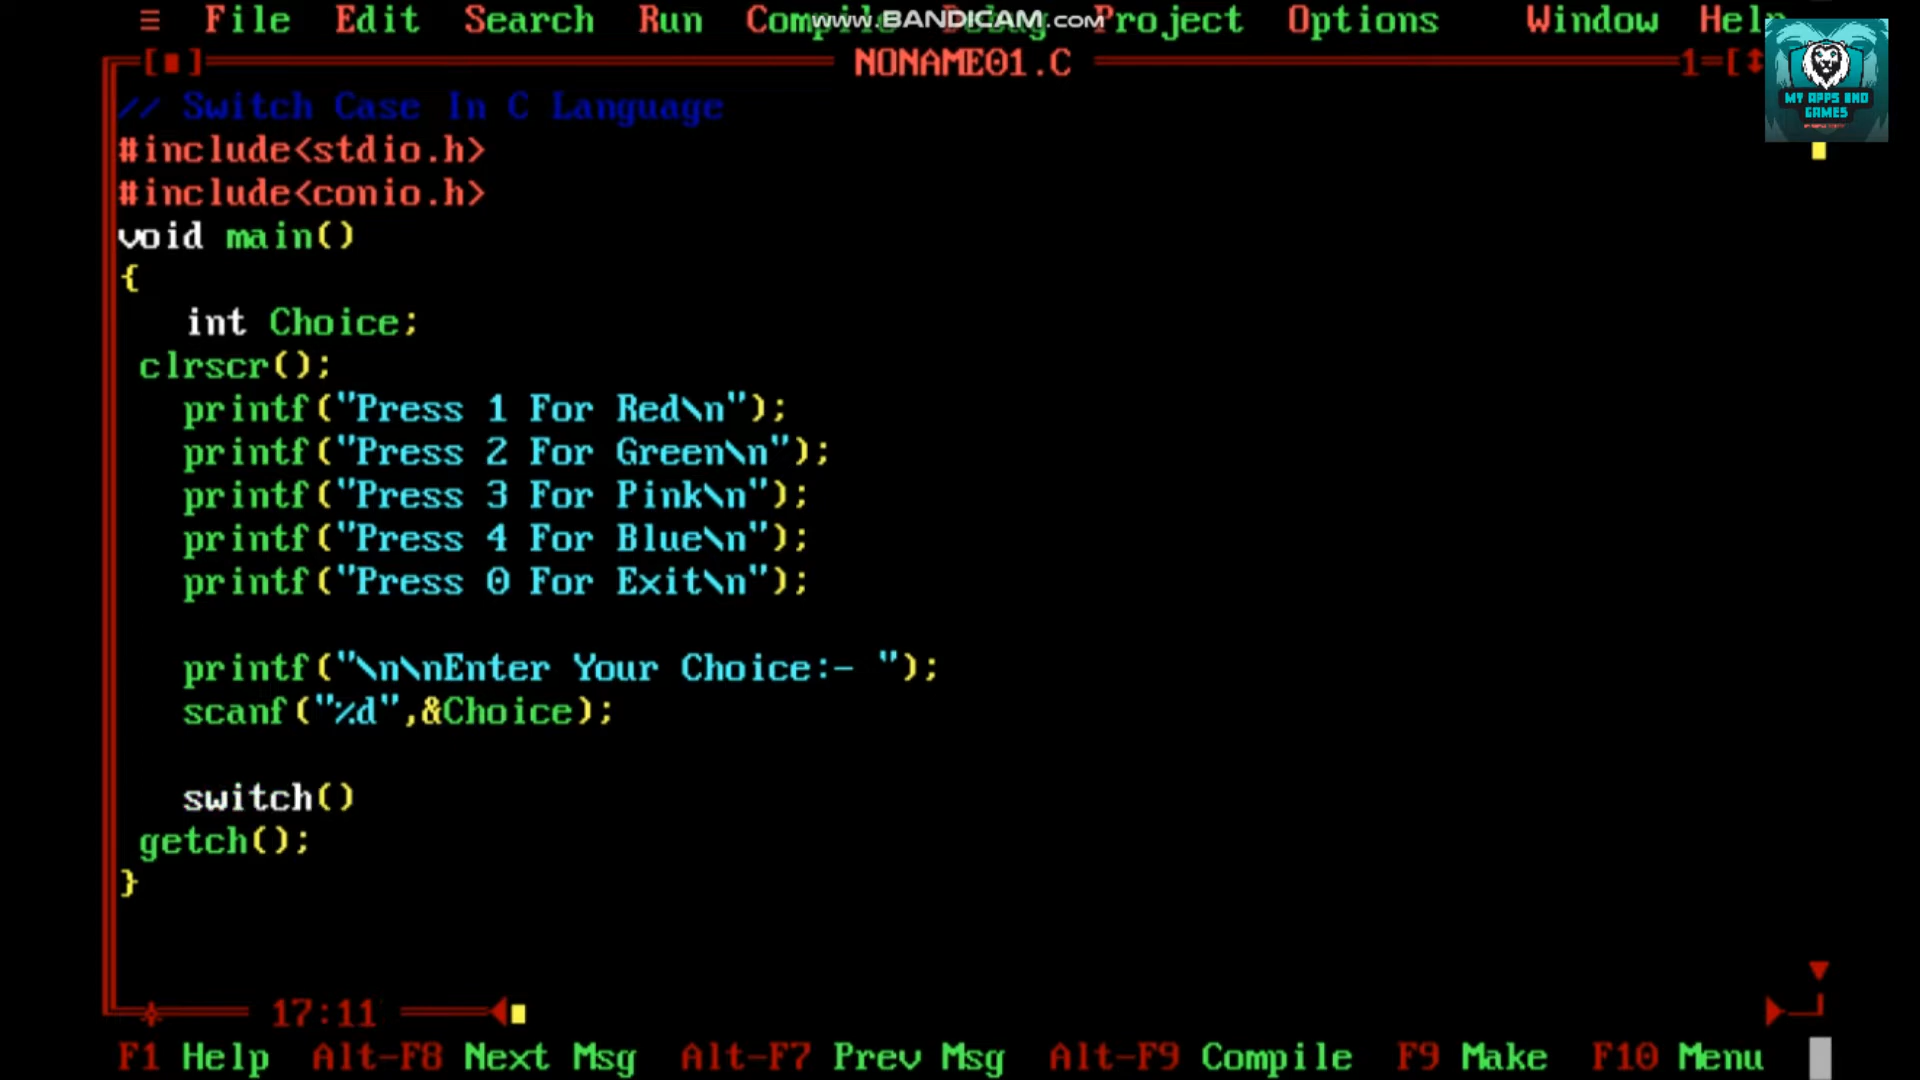 ≡ File Edit Search Run Compile Debug Project Options Window Help
www.BANDICAM.com
[■] NONAME01.C 1=[↕
MY APPS AND
GAMES
// Switch Case In C Language
#include<stdio.h>
#include<conio.h>
void main()
{
int Choice;
clrscr();
printf("Press 1 For Red\n");
printf("Press 2 For Green\n");
printf("Press 3 For Pink\n");
printf("Press 4 For Blue\n");
printf("Press 0 For Exit\n");
printf("\n\nEnter Your Choice:- ");
scanf("%d",&Choice);
switch()
getch();
}
17:11
F1 Help Alt-F8 Next Msg Alt-F7 Prev Msg Alt-F9 Compile F9 Make F10 Menu